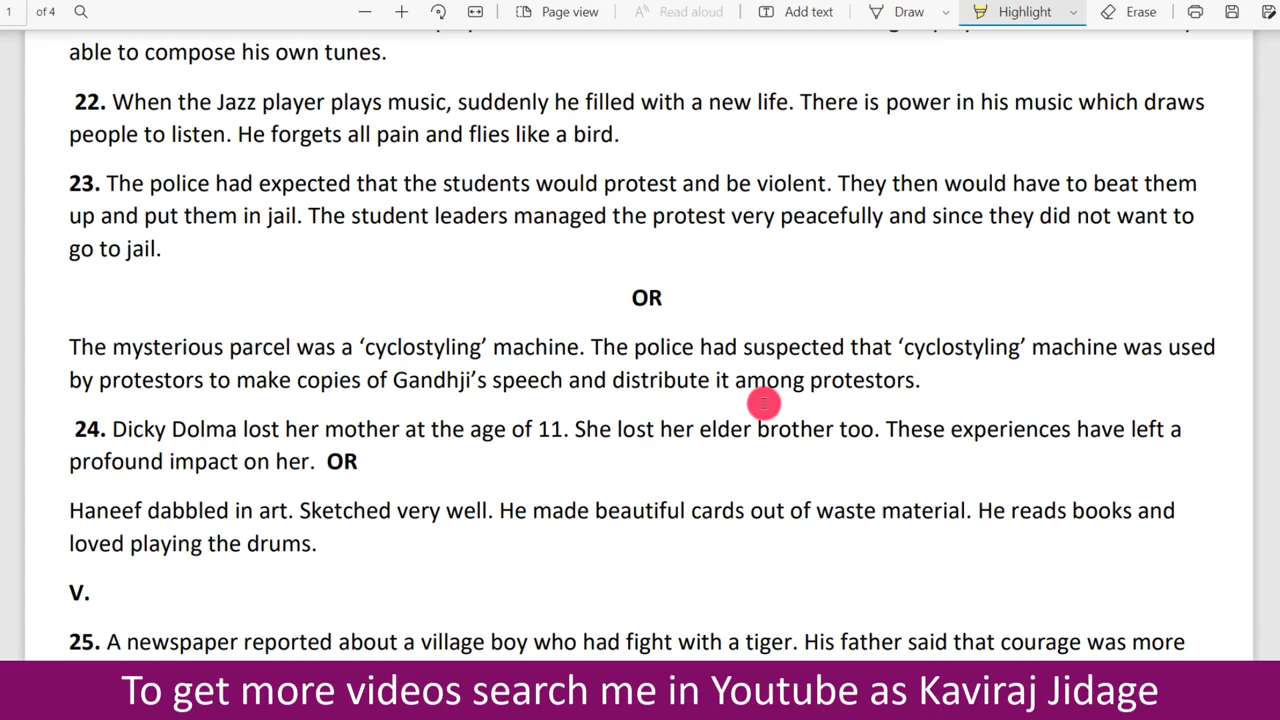 1 of 4 Page view Read aloud Add text Draw Highlight Erase
able to compose his own tunes.
22. When the Jazz player plays music, suddenly he filled with a new life. There is power in his music which draws
people to listen. He forgets all pain and flies like a bird.
23. The police had expected that the students would protest and be violent. They then would have to beat them
up and put them in jail. The student leaders managed the protest very peacefully and since they did not want to
go to jail.
OR
The mysterious parcel was a ‘cyclostyling’ machine. The police had suspected that ‘cyclostyling’ machine was used
by protestors to make copies of Gandhji’s speech and distribute it among protestors.
24. Dicky Dolma lost her mother at the age of 11. She lost her elder brother too. These experiences have left a
profound impact on her. OR
Haneef dabbled in art. Sketched very well. He made beautiful cards out of waste material. He reads books and
loved playing the drums.
V.
25. A newspaper reported about a village boy who had fight with a tiger. His father said that courage was more
To get more videos search me in Youtube as Kaviraj Jidage